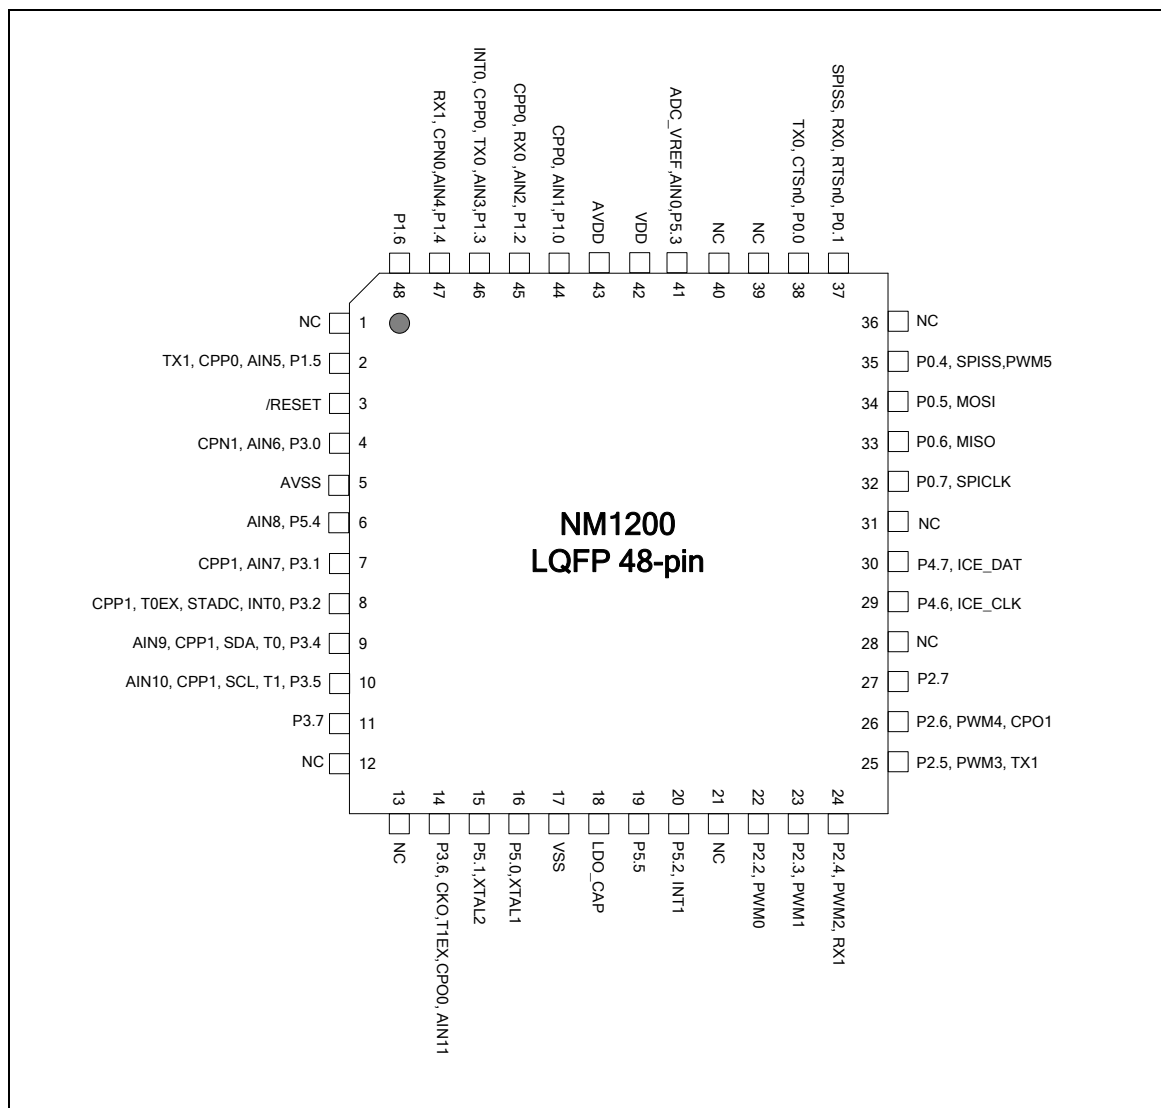 INT0, CPP0, TX0 ,AIN3,P1.3
RX1, CPN0,AIN4,P1.4
CPP0, RX0 ,AIN2, P1.2
CPP0, AIN1,P1.0
ADC_VREF,AIN0,P5.3
TX0, CTSn0, P0.0
SPISS, RX0, RTSn0, P0.1
P1.6
AVDD
VDD
NC
NC
48
47
46
45
44
43
42
41
40
39
38
37
NC 1
TX1, CPP0, AIN5, P1.5 2
/RESET 3
CPN1, AIN6, P3.0 4
AVSS 5
AIN8, P5.4 6
CPP1, AIN7, P3.1 7
CPP1, T0EX, STADC, INT0, P3.2 8
AIN9, CPP1, SDA, T0, P3.4 9
AIN10, CPP1, SCL, T1, P3.5 10
P3.7 11
NC 12
NM1200
LQFP 48-pin
36 NC
35 P0.4, SPISS,PWM5
34 P0.5, MOSI
33 P0.6, MISO
32 P0.7, SPICLK
31 NC
30 P4.7, ICE_DAT
29 P4.6, ICE_CLK
28 NC
27 P2.7
26 P2.6, PWM4, CPO1
25 P2.5, PWM3, TX1
13
14
15
16
17
18
19
20
21
22
23
24
NC
P3.6, CKO,T1EX,CPO0, AIN11
P5.1,XTAL2
P5.0,XTAL1
VSS
LDO_CAP
P5.5
P5.2, INT1
NC
P2.2, PWM0
P2.3, PWM1
P2.4, PWM2, RX1